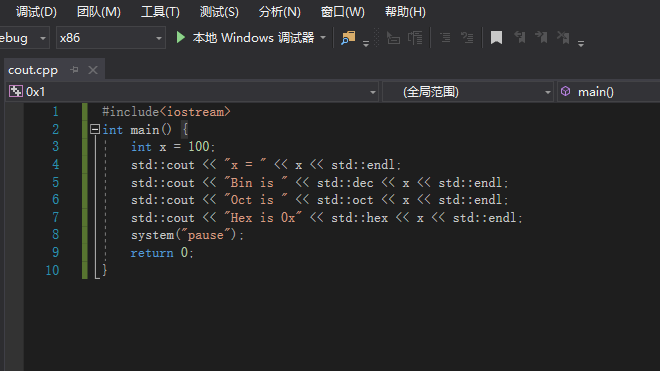 调试(D) 团队(M) 工具(T) 测试(S) 分析(N) 窗口(W) 帮助(H)
ebug x86 本地 Windows 调试器
cout.cpp
0x1 (全局范围) main()
1 #include<iostream>
2 int main() {
3 int x = 100;
4 std::cout << "x = " << x << std::endl;
5 std::cout << "Bin is " << std::dec << x << std::endl;
6 std::cout << "Oct is " << std::oct << x << std::endl;
7 std::cout << "Hex is 0x" << std::hex << x << std::endl;
8 system("pause");
9 return 0;
10 }